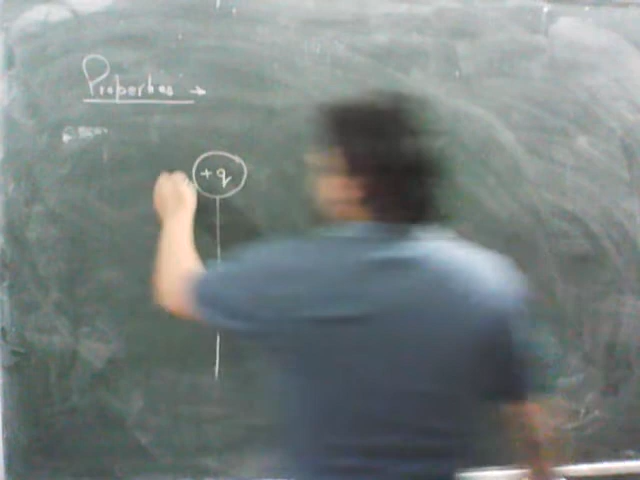 Properties →
+q